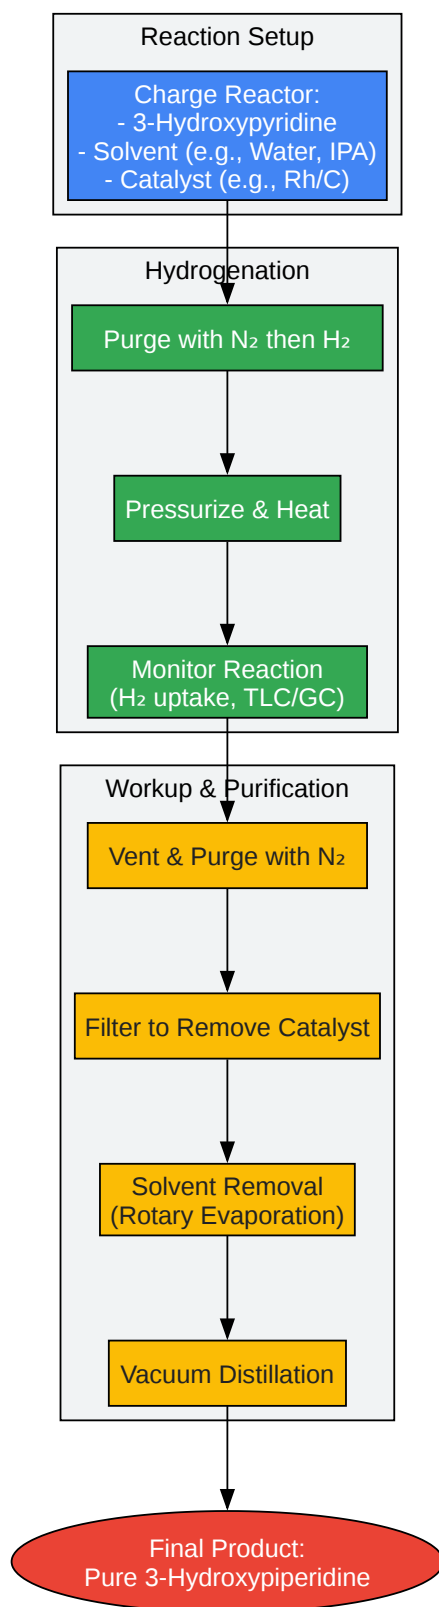 Reaction Setup
Charge Reactor:
- 3-Hydroxypyridine
- Solvent (e.g., Water, IPA)
- Catalyst (e.g., Rh/C)
Hydrogenation
Purge with N₂ then H₂
Pressurize & Heat
Monitor Reaction
(H₂ uptake, TLC/GC)
Workup & Purification
Vent & Purge with N₂
Filter to Remove Catalyst
Solvent Removal
(Rotary Evaporation)
Vacuum Distillation
Final Product:
Pure 3-Hydroxypiperidine